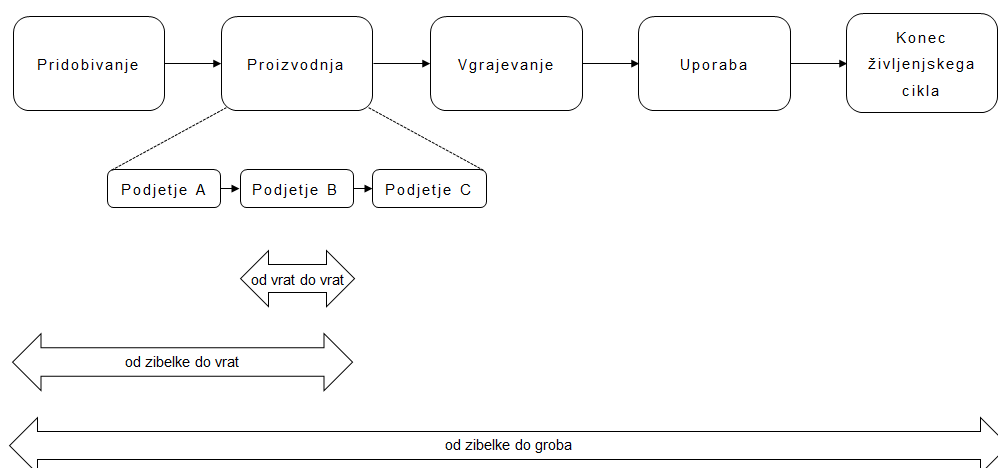 Pridobivanje
Proizvodnja
Vgrajevanje
Uporaba
Konec
življenjskega
cikla
Podjetje A
Podjetje B
Podjetje C
od vrat do vrat
od zibelke do vrat
od zibelke do groba